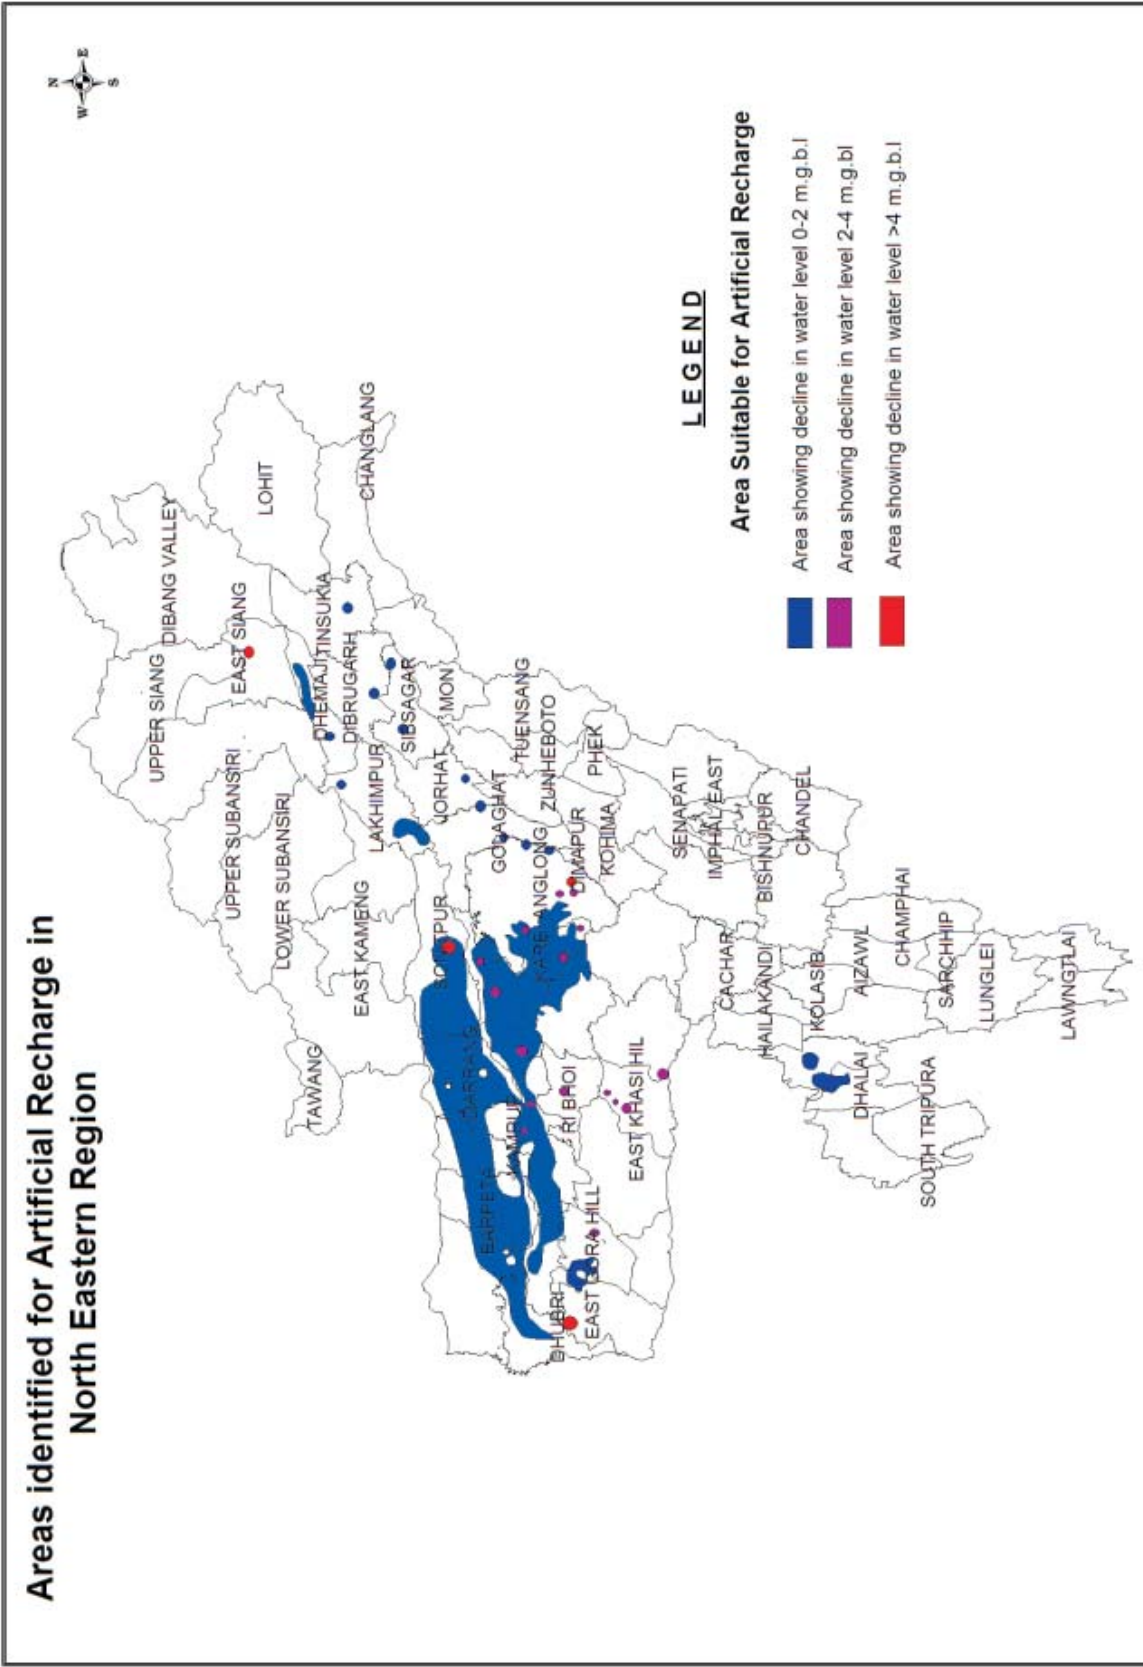 Areas identified for Artificial Recharge in
North Eastern Region
N
W
E
S
UPPER SIANG
DIBANG VALLEY
EAST SIANG
LOHIT
UPPER SUBANSIRI
LOWER SUBANSIRI
TAWANG
EAST KAMENG
DHEMAJI
TINSUKIA
DIBRUGARH
CHANGLANG
LAKHIMPUR
SIBSAGAR
MON
JORHAT
DARRANG
BARPETA
KAMRUP
GOLAGHAT
TUENSANG
ZUNHEBOTO
ANGLONG
DIMAPUR
PHEK
KOHIMA
DHUBRI
RI BHOI
EAST KHASI HIL
SENAPATI
IMPHAL EAST
BISHNUPUR
CHANDEL
CACHAR
HAILAKANDI
KOLASIB
AIZAWL
CHAMPHAI
DHALAI
SOUTH TRIPURA
LUNGLEI
LAWNGTLAI
LEGEND
Area Suitable for Artificial Recharge
Area showing decline in water level 0-2 m.g.b.l
Area showing decline in water level 2-4 m.g.bl
Area showing decline in water level >4 m.g.b.l